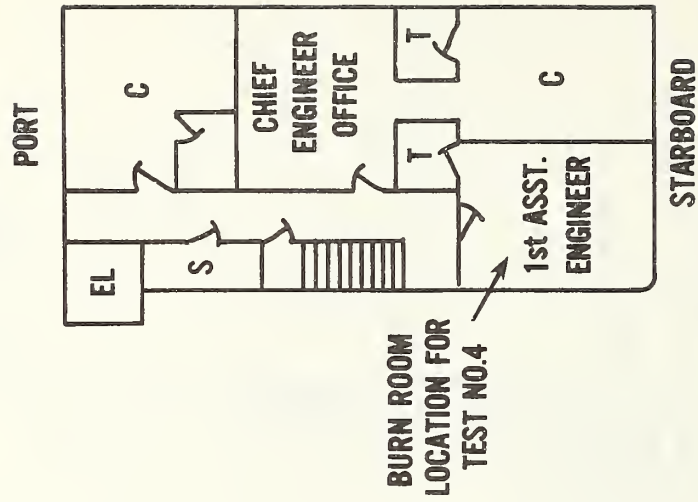 PORT
C
CHIEF
ENGINEER
OFFICE
T
T
C
EL
S
1st ASST.
ENGINEER
BURN ROOM
LOCATION FOR
TEST NO.4
STARBOARD